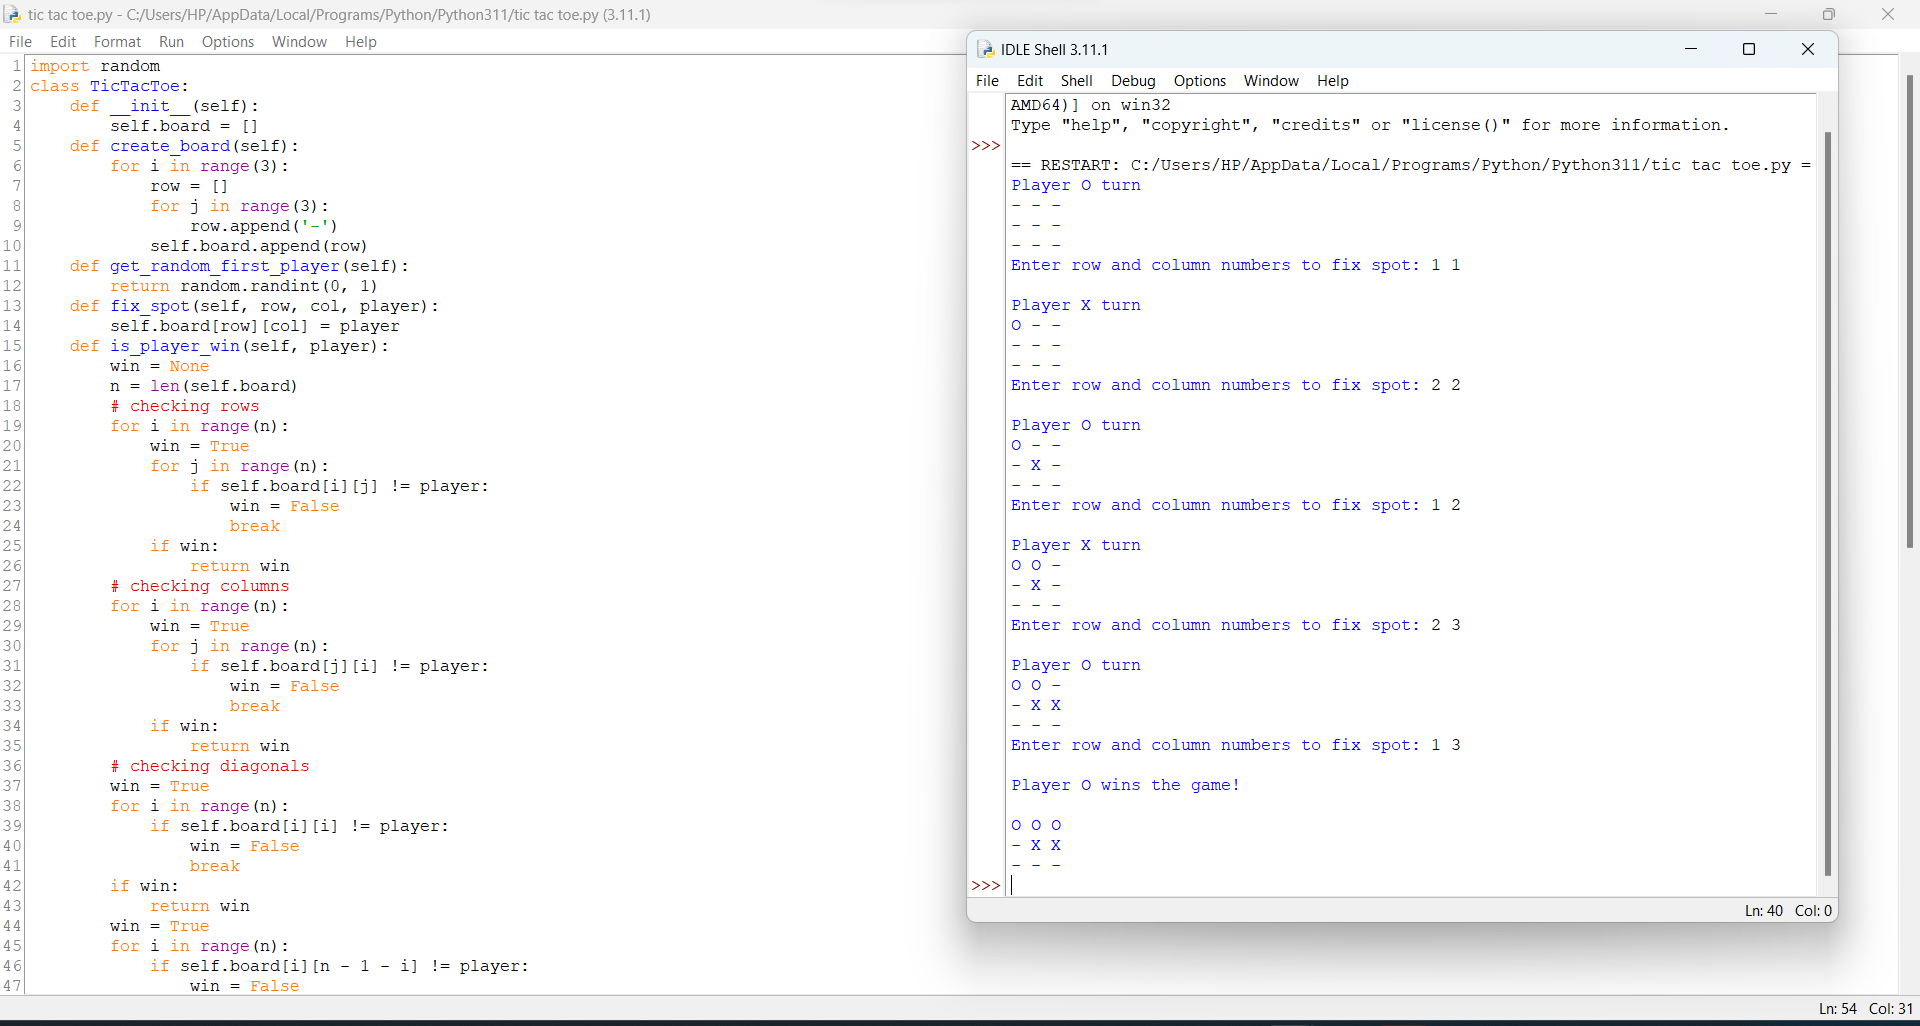 tic tac toe.py - C:/Users/HP/AppData/Local/Programs/Python/Python311/tic tac toe.py (3.11.1)
File Edit Format Run Options Window Help
1 import random
2 class TicTacToe:
3     def __init__(self):
4         self.board = []
5     def create_board(self):
6         for i in range(3):
7             row = []
8             for j in range(3):
9                 row.append('-')
10             self.board.append(row)
11     def get_random_first_player(self):
12         return random.randint(0, 1)
13     def fix_spot(self, row, col, player):
14         self.board[row][col] = player
15     def is_player_win(self, player):
16         win = None
17         n = len(self.board)
18         # checking rows
19         for i in range(n):
20             win = True
21             for j in range(n):
22                 if self.board[i][j] != player:
23                     win = False
24                     break
25             if win:
26                 return win
27         # checking columns
28         for i in range(n):
29             win = True
30             for j in range(n):
31                 if self.board[j][i] != player:
32                     win = False
33                     break
34             if win:
35                 return win
36         # checking diagonals
37         win = True
38         for i in range(n):
39             if self.board[i][i] != player:
40                 win = False
41                 break
42         if win:
43             return win
44         win = True
45         for i in range(n):
46             if self.board[i][n - 1 - i] != player:
47                 win = False
Ln: 54 Col: 31
IDLE Shell 3.11.1
File Edit Shell Debug Options Window Help
AMD64)] on win32
Type "help", "copyright", "credits" or "license()" for more information.
>>>
== RESTART: C:/Users/HP/AppData/Local/Programs/Python/Python311/tic tac toe.py =
Player O turn
- - -
- - -
- - -
Enter row and column numbers to fix spot: 1 1
Player X turn
O - -
- - -
- - -
Enter row and column numbers to fix spot: 2 2
Player O turn
O - -
- X -
- - -
Enter row and column numbers to fix spot: 1 2
Player X turn
O O -
- X -
- - -
Enter row and column numbers to fix spot: 2 3
Player O turn
O O -
- X X
- - -
Enter row and column numbers to fix spot: 1 3
Player O wins the game!
O O O
- X X
- - -
>>>
Ln: 40 Col: 0